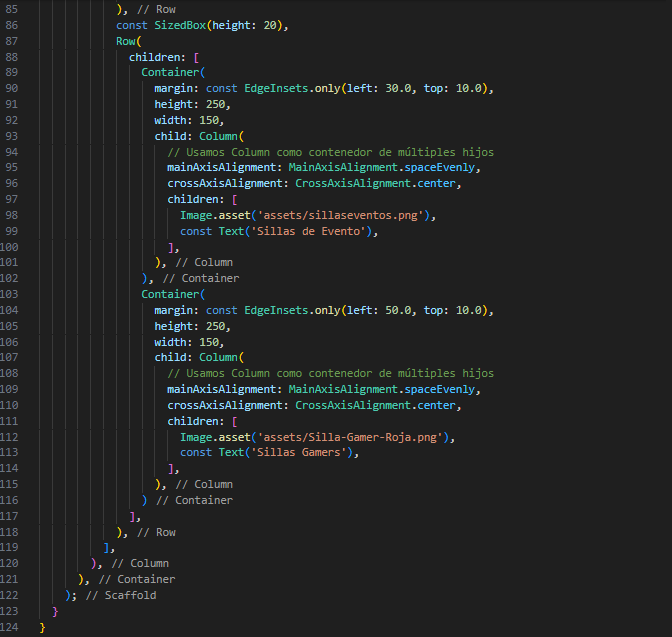 85 ), // Row
86 const SizedBox(height: 20),
87 Row(
88 children: [
89 Container(
90 margin: const EdgeInsets.only(left: 30.0, top: 10.0),
91 height: 250,
92 width: 150,
93 child: Column(
94 // Usamos Column como contenedor de múltiples hijos
95 mainAxisAlignment: MainAxisAlignment.spaceEvenly,
96 crossAxisAlignment: CrossAxisAlignment.center,
97 children: [
98 Image.asset('assets/sillaseventos.png'),
99 const Text('Sillas de Evento'),
100 ],
101 ), // Column
102 ), // Container
103 Container(
104 margin: const EdgeInsets.only(left: 50.0, top: 10.0),
105 height: 250,
106 width: 150,
107 child: Column(
108 // Usamos Column como contenedor de múltiples hijos
109 mainAxisAlignment: MainAxisAlignment.spaceEvenly,
110 crossAxisAlignment: CrossAxisAlignment.center,
111 children: [
112 Image.asset('assets/Silla-Gamer-Roja.png'),
113 const Text('Sillas Gamers'),
114 ],
115 ), // Column
116 ) // Container
117 ],
118 ), // Row
119 ],
120 ), // Column
121 ), // Container
122 ); // Scaffold
123 }
124 }